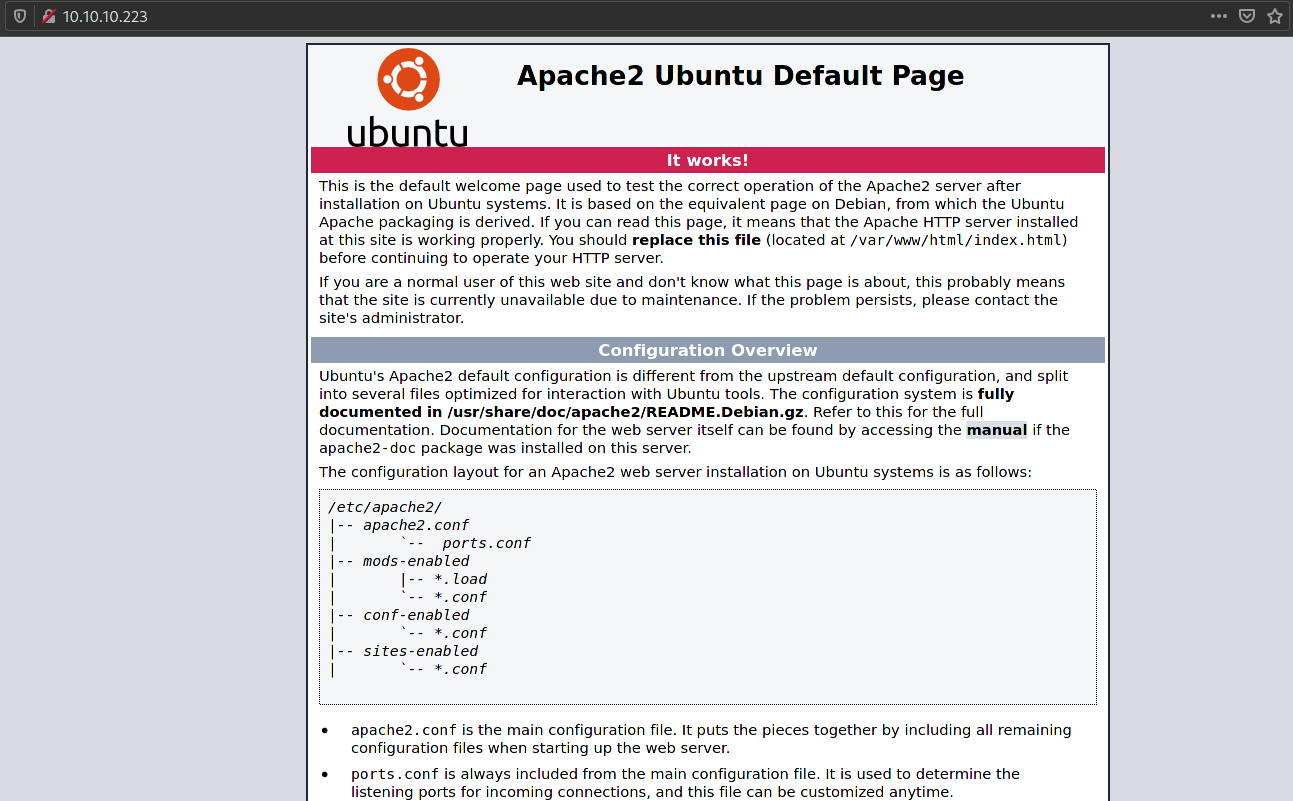 10.10.10.223
Apache2 Ubuntu Default Page
ubuntu
It works!
This is the default welcome page used to test the correct operation of the Apache2 server after
installation on Ubuntu systems. It is based on the equivalent page on Debian, from which the Ubuntu
Apache packaging is derived. If you can read this page, it means that the Apache HTTP server installed
at this site is working properly. You should replace this file (located at /var/www/html/index.html)
before continuing to operate your HTTP server.
If you are a normal user of this web site and don't know what this page is about, this probably means
that the site is currently unavailable due to maintenance. If the problem persists, please contact the
site's administrator.
Configuration Overview
Ubuntu's Apache2 default configuration is different from the upstream default configuration, and split
into several files optimized for interaction with Ubuntu tools. The configuration system is fully
documented in /usr/share/doc/apache2/README.Debian.gz. Refer to this for the full
documentation. Documentation for the web server itself can be found by accessing the manual if the
apache2-doc package was installed on this server.
The configuration layout for an Apache2 web server installation on Ubuntu systems is as follows:
/etc/apache2/
|-- apache2.conf
|       `--  ports.conf
|-- mods-enabled
|       |-- *.load
|       `-- *.conf
|-- conf-enabled
|       `-- *.conf
|-- sites-enabled
|       `-- *.conf
• apache2.conf is the main configuration file. It puts the pieces together by including all remaining
configuration files when starting up the web server.
• ports.conf is always included from the main configuration file. It is used to determine the
listening ports for incoming connections, and this file can be customized anytime.